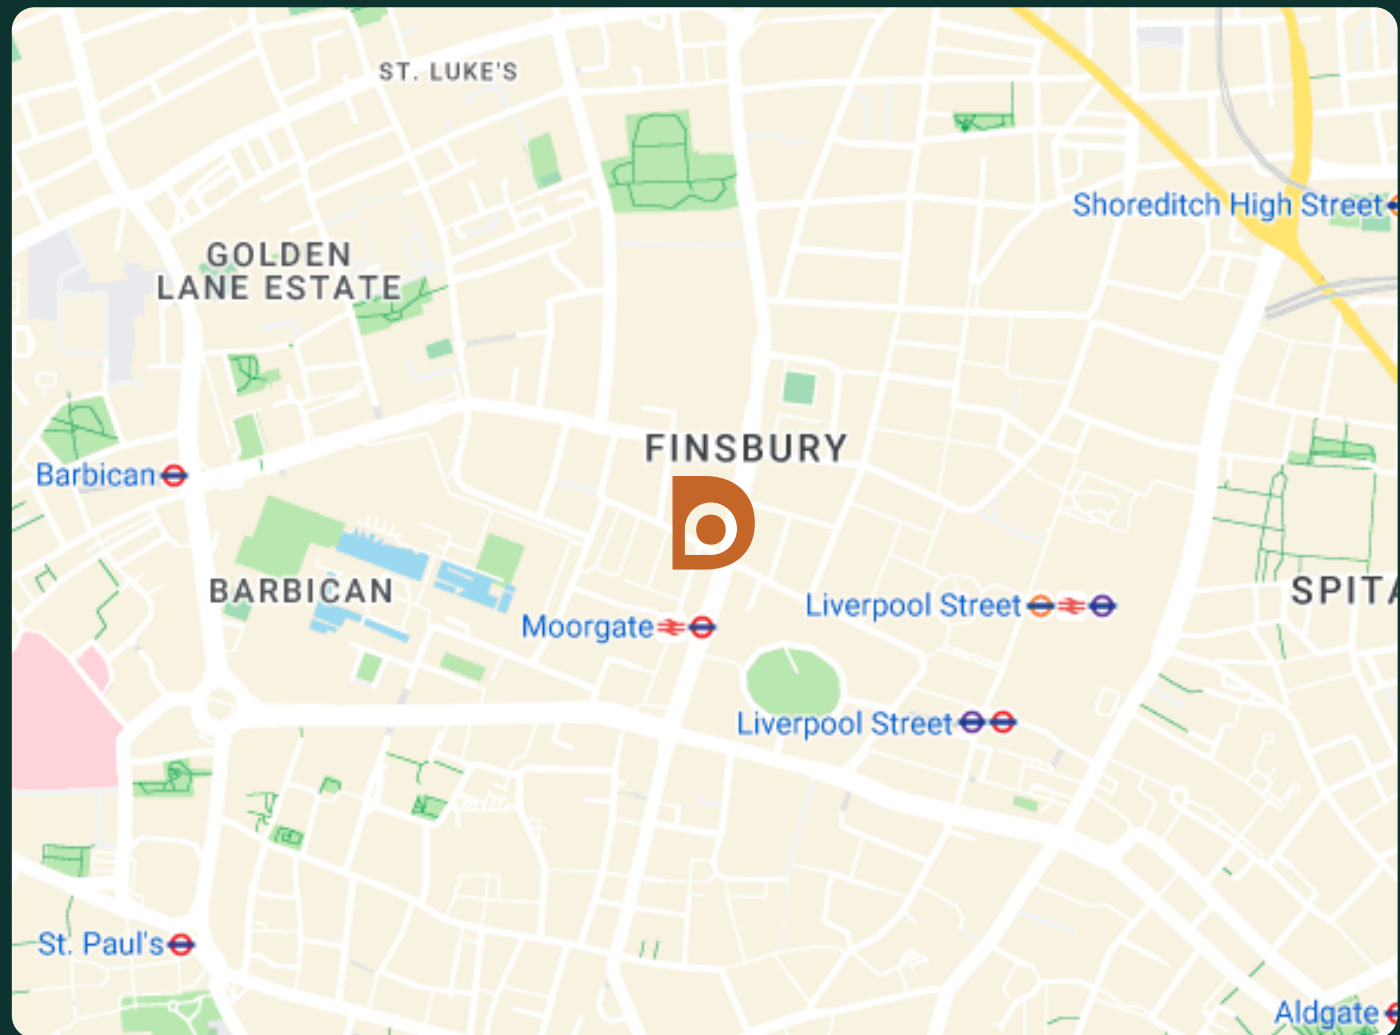 ST. LUKE'S
Shoreditch High Street
GOLDEN
LANE ESTATE
FINSBURY
Barbican
BARBICAN
SPITA
Liverpool Street
Moorgate
Liverpool Street
St. Paul's
Aldgate